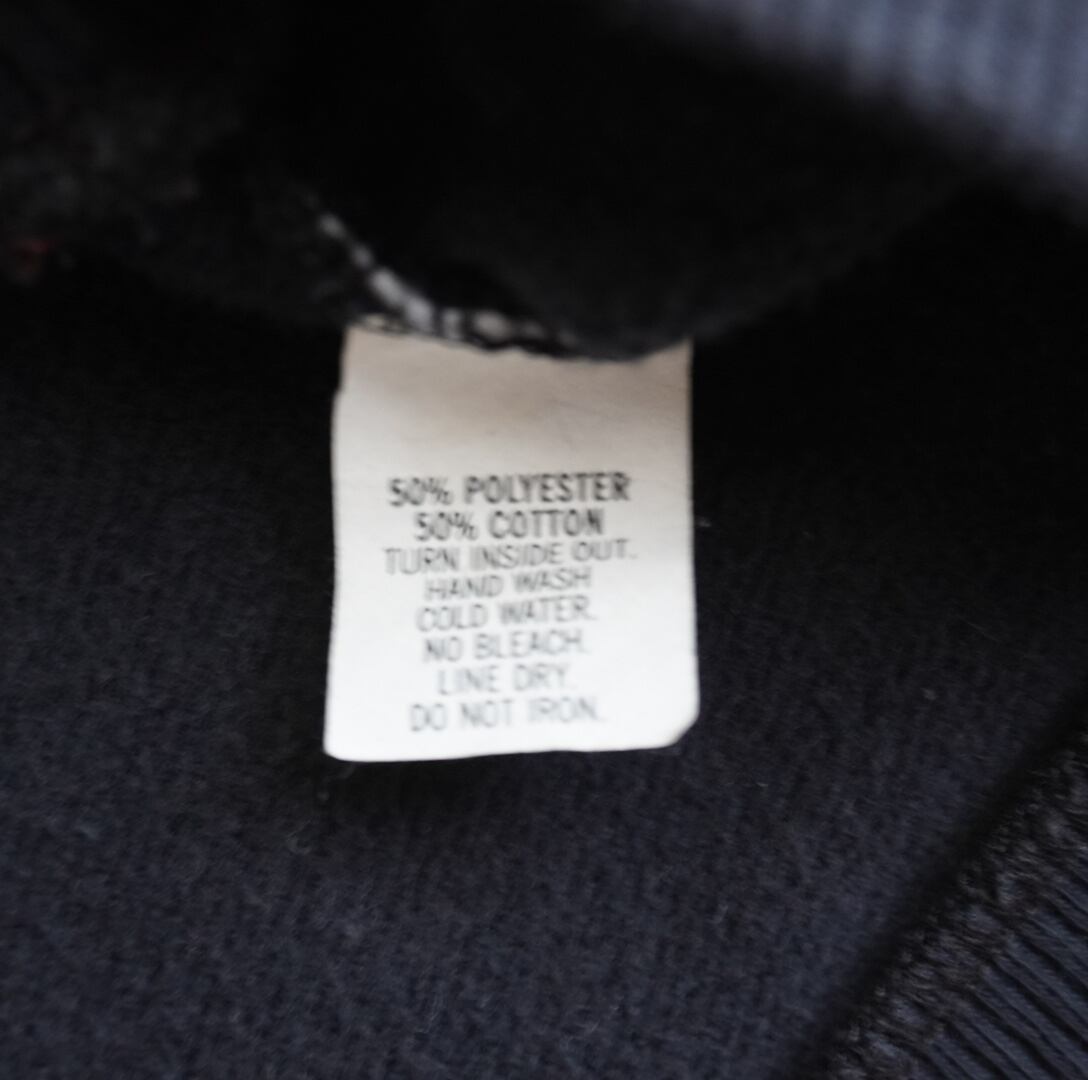 50% POLYESTER
50% COTTON
TURN INSIDE OUT.
HAND WASH
COLD WATER.
NO BLEACH.
LINE DRY.
DO NOT IRON.